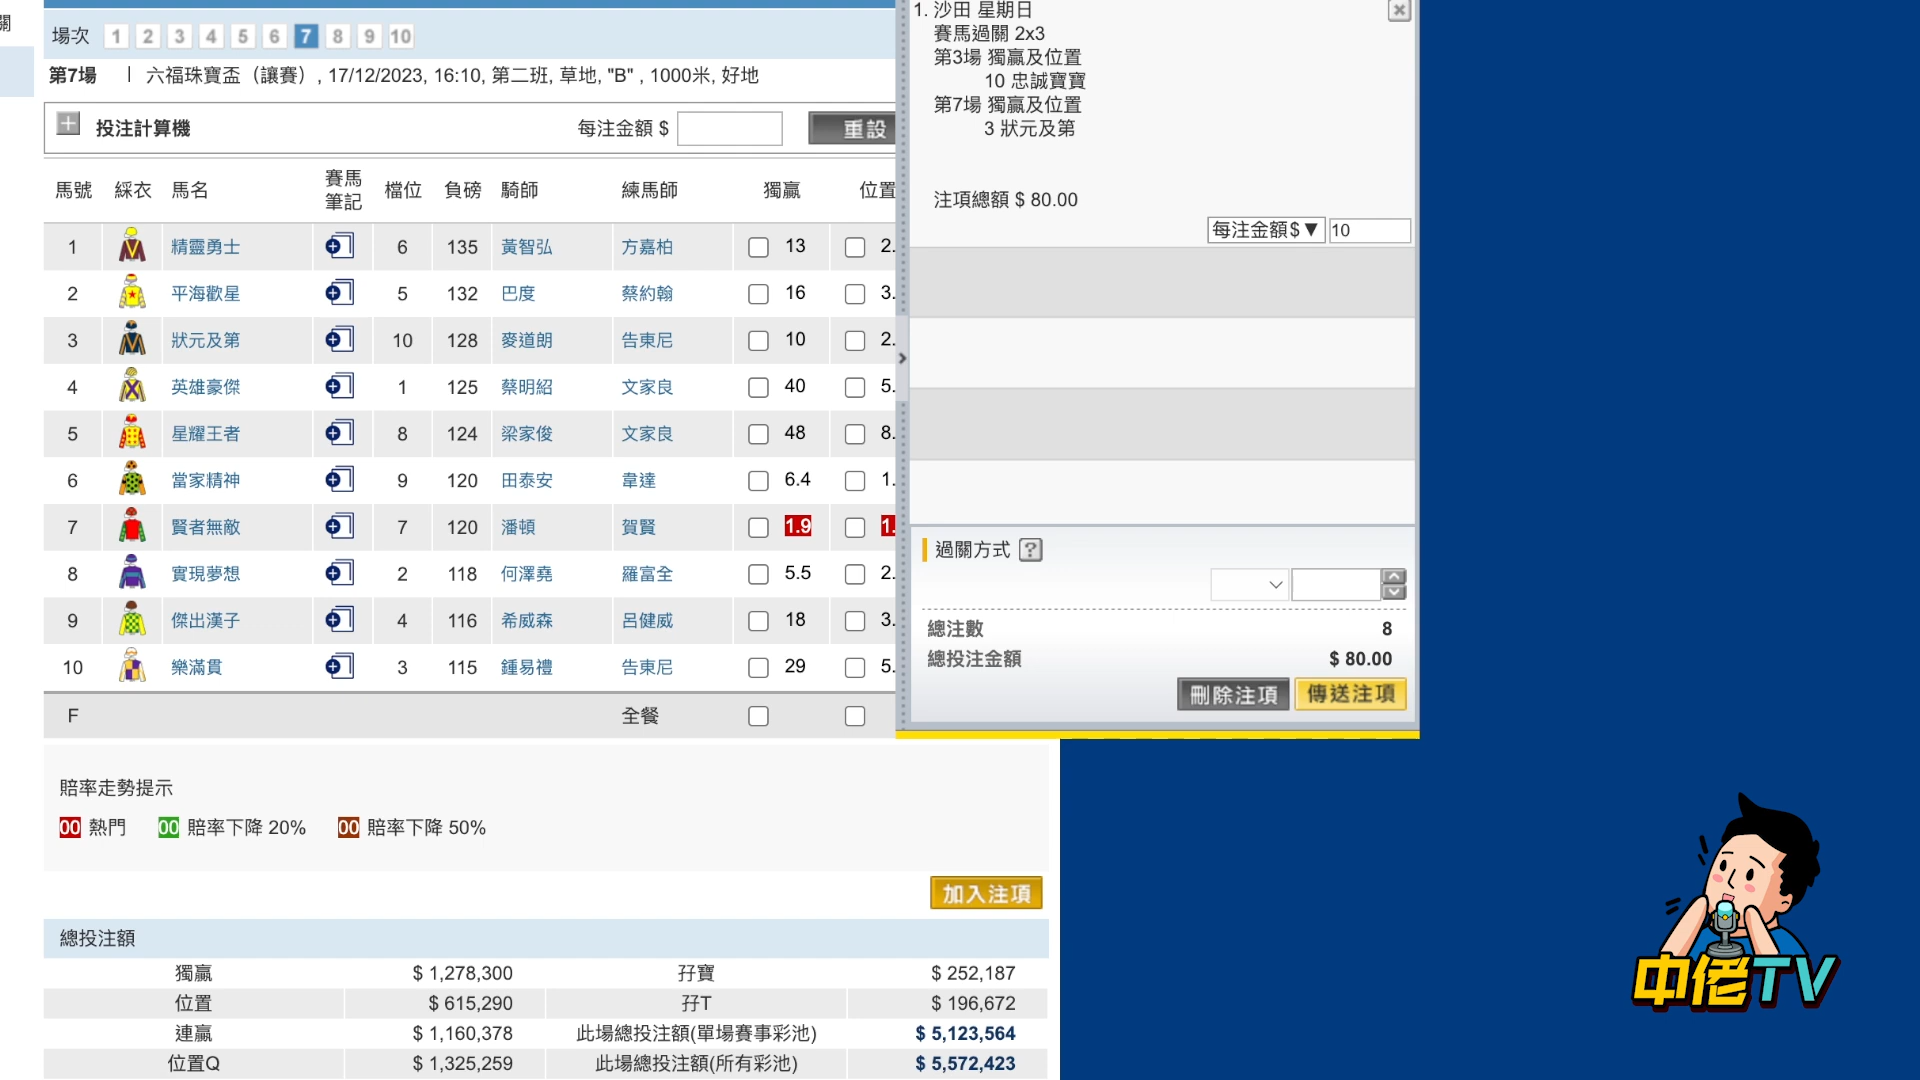 關
場次 1 2 3 4 5 6 7 8 9 10
第7場 | 六福珠寶盃（讓賽）, 17/12/2023, 16:10, 第二班, 草地, "B" , 1000米, 好地
投注計算機 每注金額 $ 重設
馬號 綵衣 馬名 賽馬筆記 檔位 負磅 騎師 練馬師 獨贏 位置
1 精靈勇士 6 135 黃智弘 方嘉柏 13 2.
2 平海歡星 5 132 巴度 蔡約翰 16 3.
3 狀元及第 10 128 麥道朗 告東尼 10 2.
4 英雄豪傑 1 125 蔡明紹 文家良 40 5.
5 星耀王者 8 124 梁家俊 文家良 48 8.
6 當家精神 9 120 田泰安 韋達 6.4 1.
7 賢者無敵 7 120 潘頓 賀賢 1.9 1.
8 實現夢想 2 118 何澤堯 羅富全 5.5 2.
9 傑出漢子 4 116 希威森 呂健威 18 3.
10 樂滿貫 3 115 鍾易禮 告東尼 29 5.
F 全餐
賠率走勢提示
00 熱門 00 賠率下降 20% 00 賠率下降 50%
加入注項
總投注額
獨贏 $ 1,278,300 孖寶 $ 252,187
位置 $ 615,290 孖T $ 196,672
連贏 $ 1,160,378 此場總投注額(單場賽事彩池) $ 5,123,564
位置Q $ 1,325,259 此場總投注額(所有彩池) $ 5,572,423
1. 沙田 星期日
賽馬過關 2x3
第3場 獨贏及位置
10 忠誠寶寶
第7場 獨贏及位置
3 狀元及第
注項總額 $ 80.00
每注金額$▼ 10
過關方式 ?
總注數 8
總投注金額 $ 80.00
刪除注項 傳送注項
中佬TV